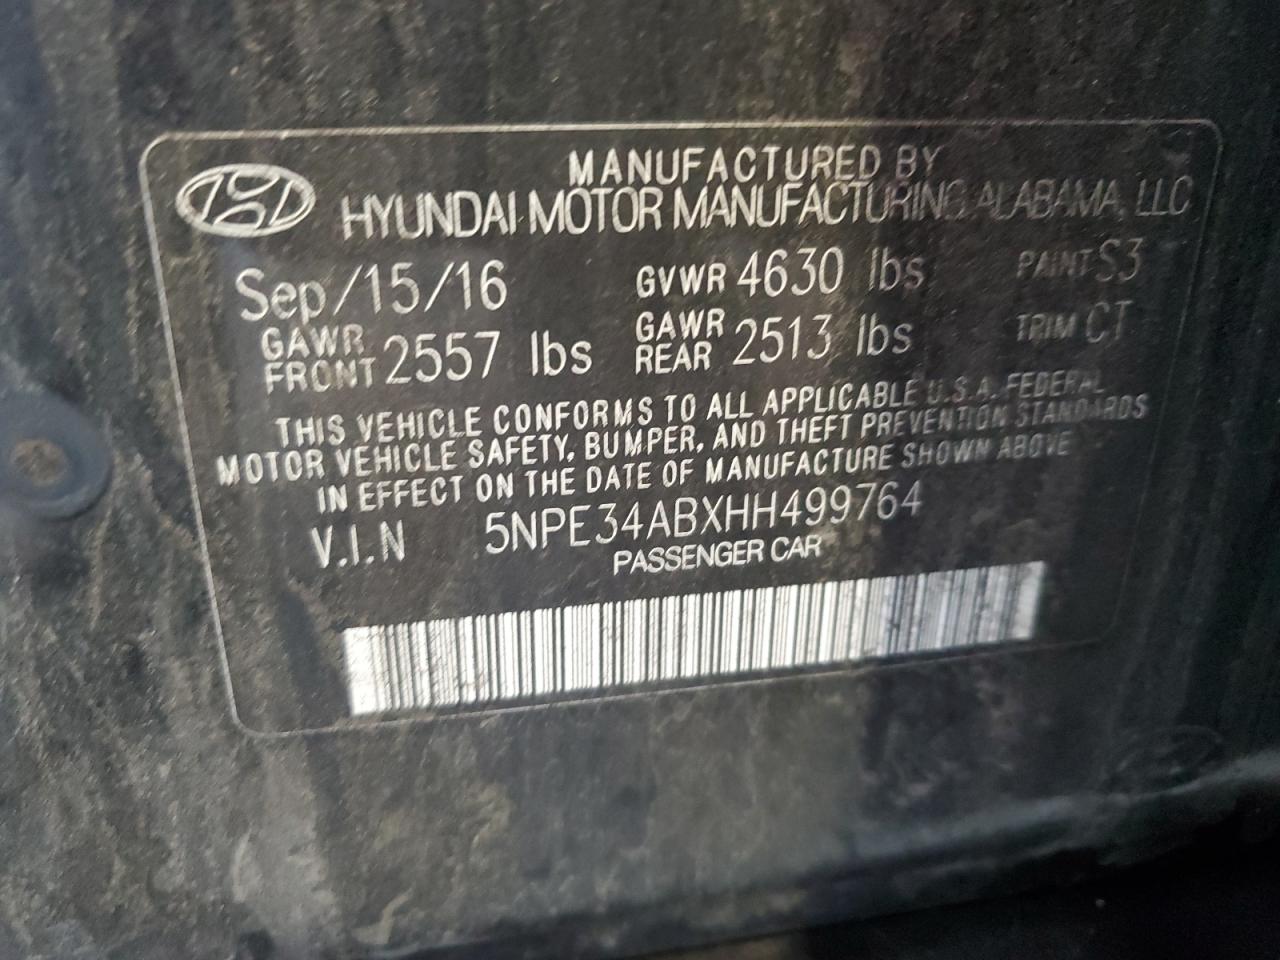 MANUFACTURED BY
HYUNDAI MOTOR MANUFACTURING ALABAMA, LLC
Sep/15/16 GVWR 4630 lbs PAINT S3
GAWR FRONT 2557 lbs GAWR REAR 2513 lbs TRIM CT
THIS VEHICLE CONFORMS TO ALL APPLICABLE U.S.A. FEDERAL
MOTOR VEHICLE SAFETY, BUMPER, AND THEFT PREVENTION STANDARDS
IN EFFECT ON THE DATE OF MANUFACTURE SHOWN ABOVE
V.I.N 5NPE34ABXHH499764
PASSENGER CAR